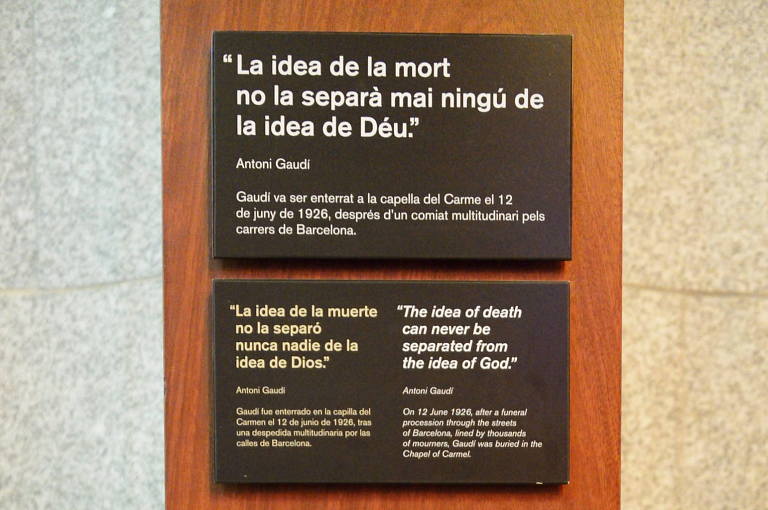 “La idea de la mort
no la separà mai ningú de
la idea de Déu.”
Antoni Gaudí
Gaudí va ser enterrat a la capella del Carme el 12
de juny de 1926, després d'un comiat multitudinari pels
carrers de Barcelona.
“La idea de la muerte
no la separó
nunca nadie de la
idea de Dios.”
Antoni Gaudí
Gaudí fue enterrado en la capilla del
Carmen el 12 de junio de 1926, tras
una despedida multitudinaria por las
calles de Barcelona.
“The idea of death
can never be
separated from
the idea of God.”
Antoni Gaudí
On 12 June 1926, after a funeral
procession through the streets
of Barcelona, lined by thousands
of mourners, Gaudí was buried in the
Chapel of Carmel.